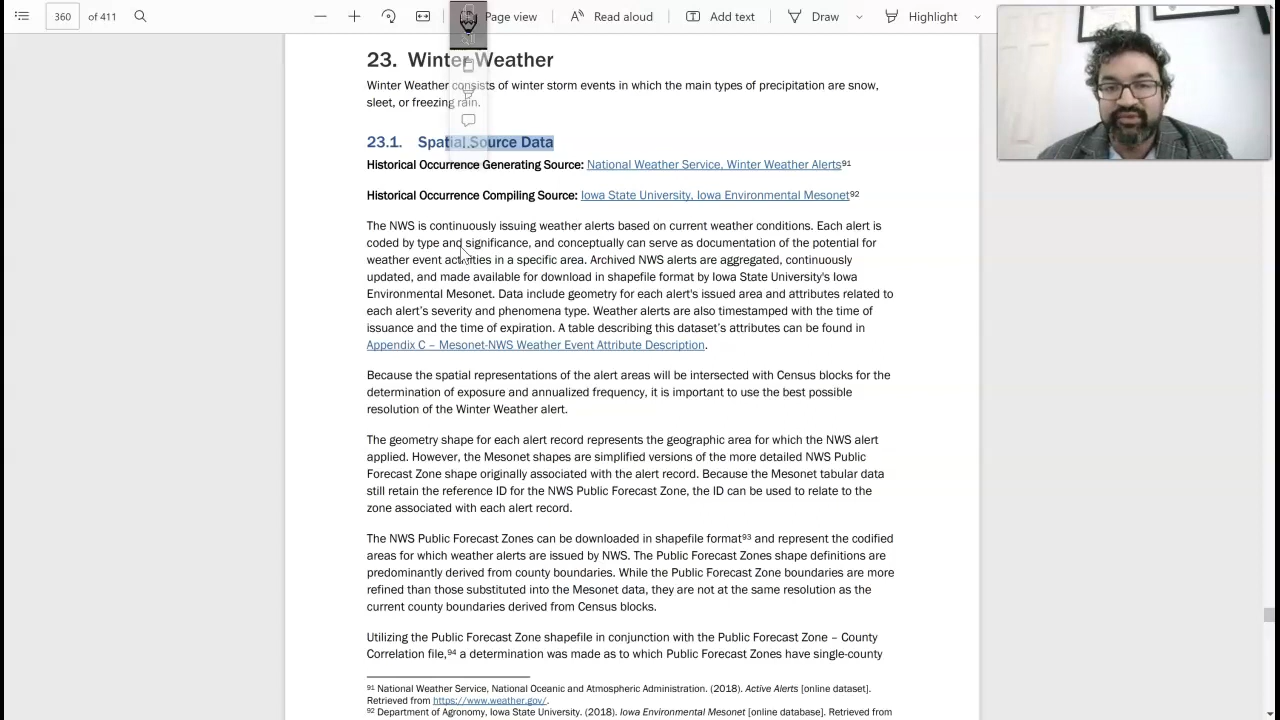 360 of 411
Page view
Read aloud
Add text
Draw
Highlight
23. Winter Weather
Winter Weather consists of winter storm events in which the main types of precipitation are snow,
sleet, or freezing rain.
23.1. Spatial Source Data
Historical Occurrence Generating Source: National Weather Service, Winter Weather Alerts⁹¹
Historical Occurrence Compiling Source: Iowa State University, Iowa Environmental Mesonet⁹²
The NWS is continuously issuing weather alerts based on current weather conditions. Each alert is
coded by type and significance, and conceptually can serve as documentation of the potential for
weather event activities in a specific area. Archived NWS alerts are aggregated, continuously
updated, and made available for download in shapefile format by Iowa State University's Iowa
Environmental Mesonet. Data include geometry for each alert's issued area and attributes related to
each alert's severity and phenomena type. Weather alerts are also timestamped with the time of
issuance and the time of expiration. A table describing this dataset's attributes can be found in
Appendix C – Mesonet-NWS Weather Event Attribute Description.
Because the spatial representations of the alert areas will be intersected with Census blocks for the
determination of exposure and annualized frequency, it is important to use the best possible
resolution of the Winter Weather alert.
The geometry shape for each alert record represents the geographic area for which the NWS alert
applied. However, the Mesonet shapes are simplified versions of the more detailed NWS Public
Forecast Zone shape originally associated with the alert record. Because the Mesonet tabular data
still retain the reference ID for the NWS Public Forecast Zone, the ID can be used to relate to the
zone associated with each alert record.
The NWS Public Forecast Zones can be downloaded in shapefile format⁹³ and represent the codified
areas for which weather alerts are issued by NWS. The Public Forecast Zones shape definitions are
predominantly derived from county boundaries. While the Public Forecast Zone boundaries are more
refined than those substituted into the Mesonet data, they are not at the same resolution as the
current county boundaries derived from Census blocks.
Utilizing the Public Forecast Zone shapefile in conjunction with the Public Forecast Zone – County
Correlation file,⁹⁴ a determination was made as to which Public Forecast Zones have single-county
⁹¹ National Weather Service, National Oceanic and Atmospheric Administration. (2018). Active Alerts [online dataset].
Retrieved from https://www.weather.gov/.
⁹² Department of Agronomy, Iowa State University. (2018). Iowa Environmental Mesonet [online database]. Retrieved from